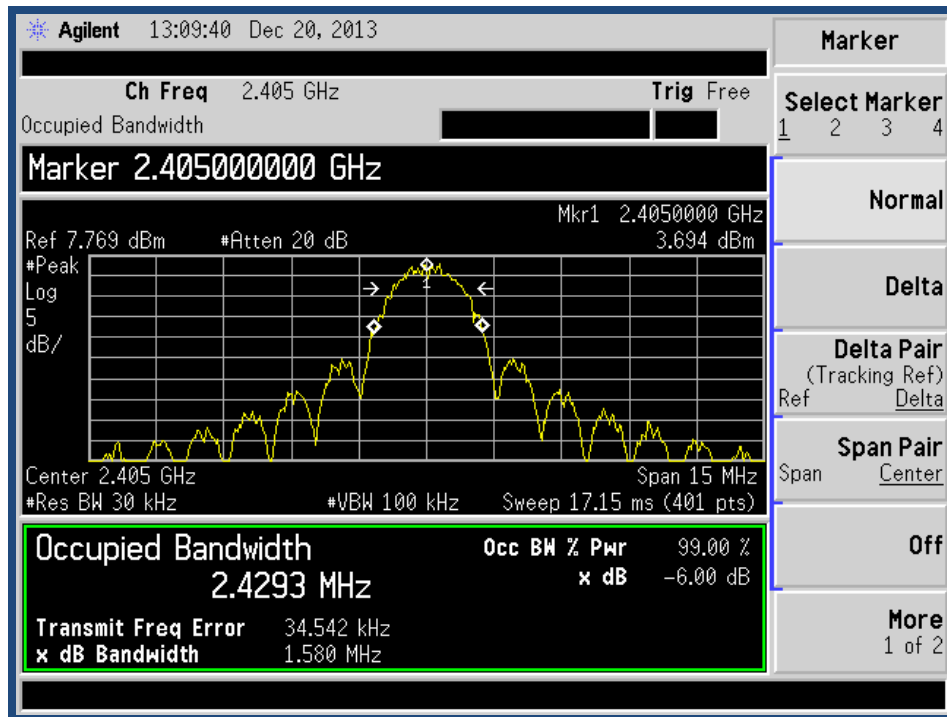 Agilent 13:09:40 Dec 20, 2013
Marker
Ch Freq 2.405 GHz Trig Free
Occupied Bandwidth
Select Marker
1 2 3 4
Marker 2.405000000 GHz
Normal
Mkr1 2.4050000 GHz
Ref 7.769 dBm #Atten 20 dB 3.694 dBm
#Peak
Log
5
dB/
1
Delta
Delta Pair
(Tracking Ref)
Ref Delta
Span Pair
Span Center
Center 2.405 GHz Span 15 MHz
#Res BW 30 kHz #VBW 100 kHz Sweep 17.15 ms (401 pts)
Occupied Bandwidth Occ BW % Pwr 99.00 %
2.4293 MHz x dB -6.00 dB
Off
Transmit Freq Error 34.542 kHz
x dB Bandwidth 1.580 MHz
More
1 of 2